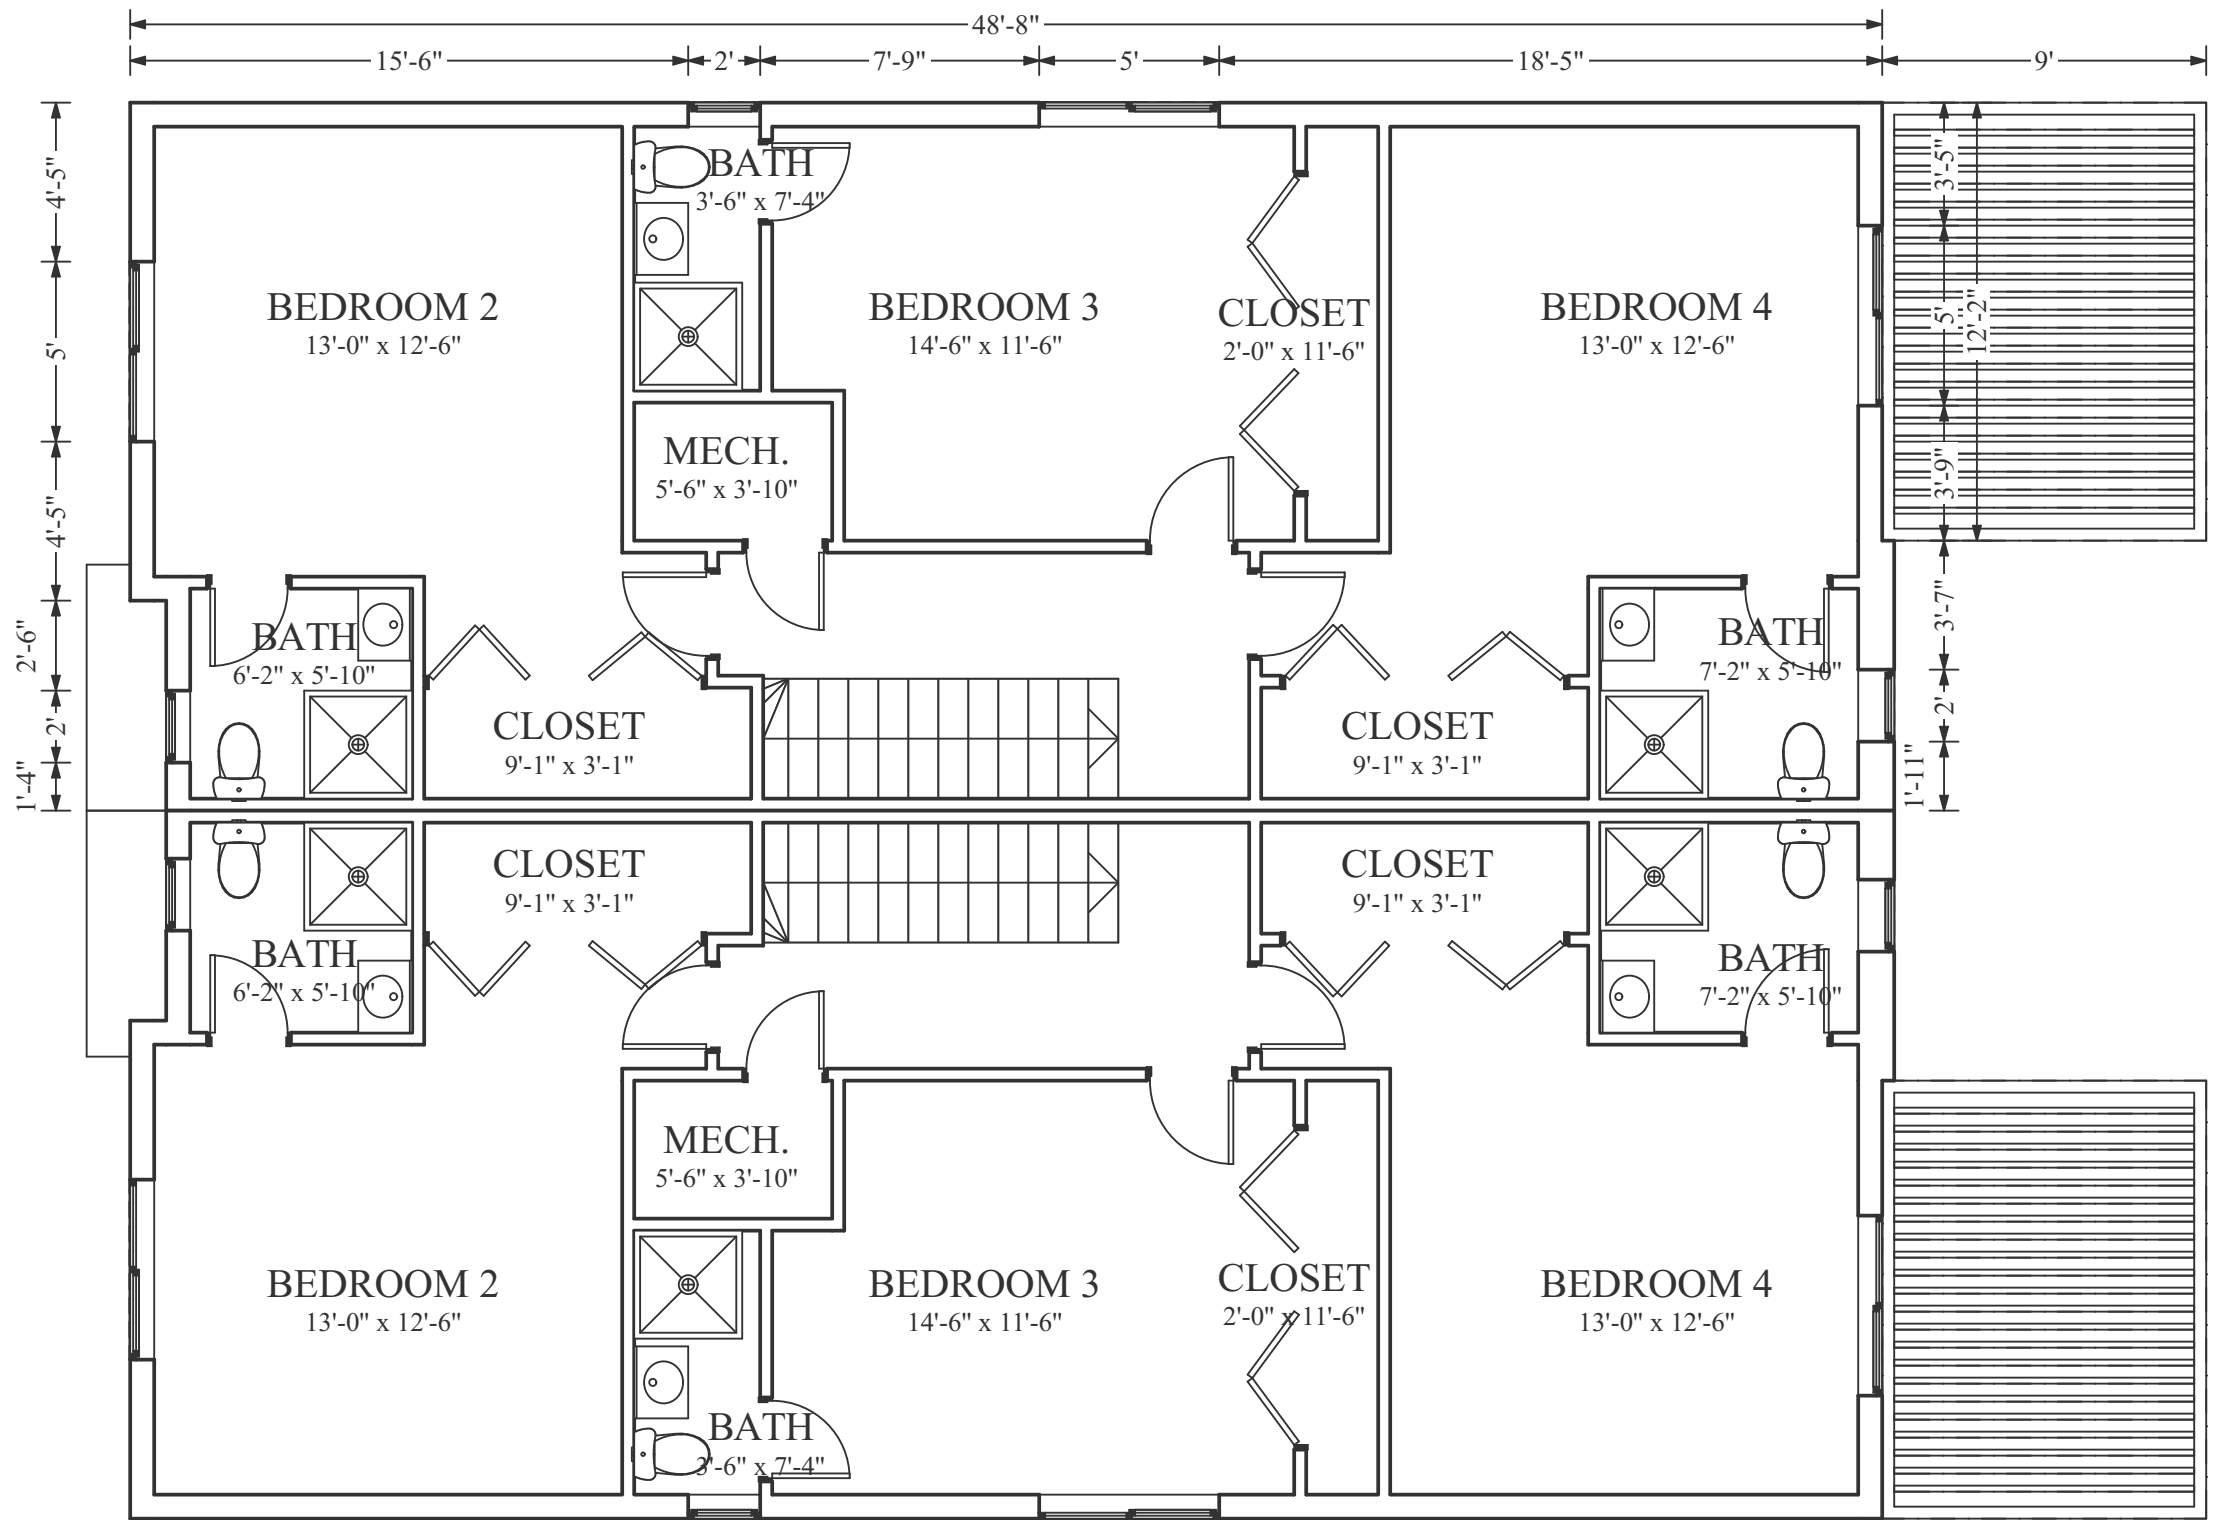 48'-8"
15'-6" 2' 7'-9" 5' 18'-5" 9'
4'-5"
5'
4'-5"
2'-6"
2'
1'-4"
3'-5"
5'
12'-2"
3'-9"
3'-7"
2'
1'-11"
BATH
3'-6" x 7'-4"
BEDROOM 2
13'-0" x 12'-6"
BEDROOM 3
14'-6" x 11'-6"
CLOSET
2'-0" x 11'-6"
BEDROOM 4
13'-0" x 12'-6"
MECH.
5'-6" x 3'-10"
BATH
6'-2" x 5'-10"
BATH
7'-2" x 5'-10"
CLOSET
9'-1" x 3'-1"
CLOSET
9'-1" x 3'-1"
CLOSET
9'-1" x 3'-1"
CLOSET
9'-1" x 3'-1"
BATH
6'-2" x 5'-10"
BATH
7'-2" x 5'-10"
MECH.
5'-6" x 3'-10"
BEDROOM 2
13'-0" x 12'-6"
BEDROOM 3
14'-6" x 11'-6"
CLOSET
2'-0" x 11'-6"
BEDROOM 4
13'-0" x 12'-6"
BATH
3'-6" x 7'-4"